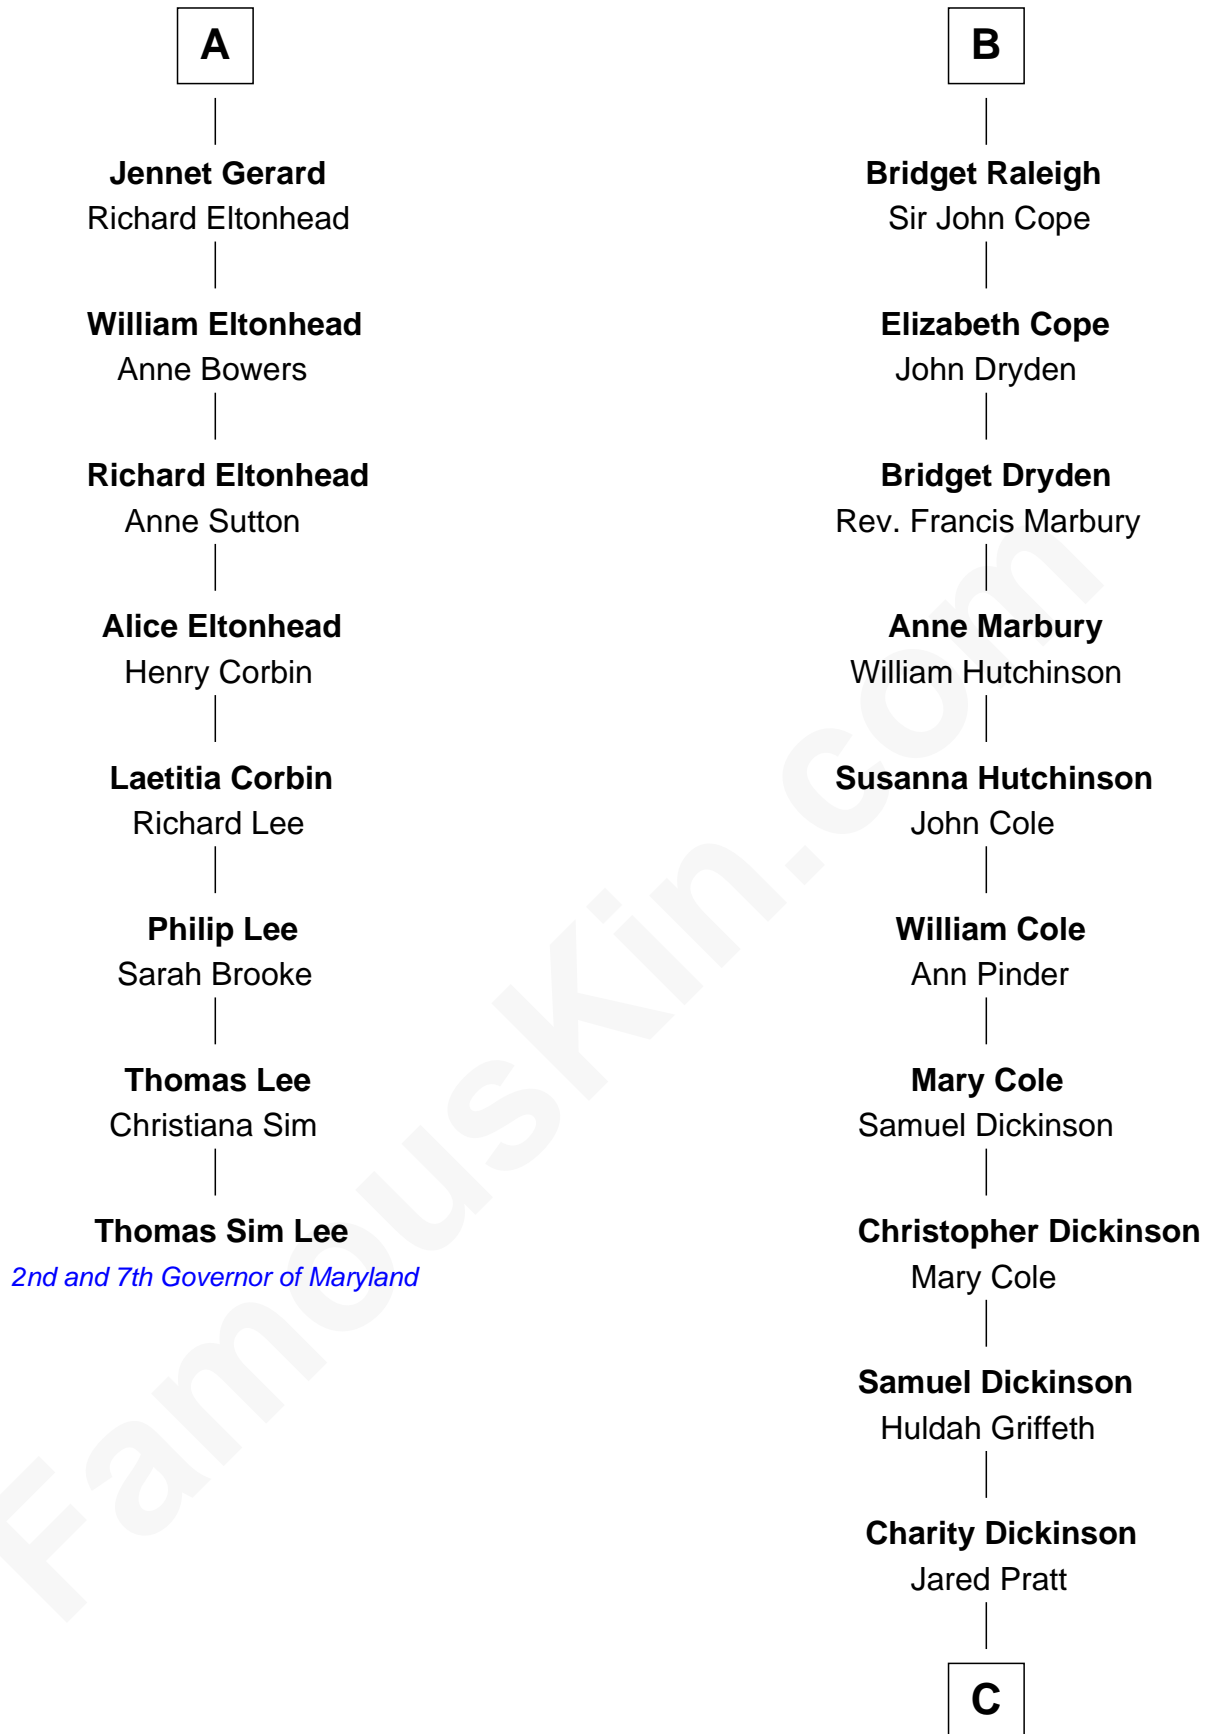 A
Jennet Gerard
Richard Eltonhead
William Eltonhead
Anne Bowers
Richard Eltonhead
Anne Sutton
Alice Eltonhead
Henry Corbin
Laetitia Corbin
Richard Lee
Philip Lee
Sarah Brooke
Thomas Lee
Christiana Sim
Thomas Sim Lee
2nd and 7th Governor of Maryland
B
Bridget Raleigh
Sir John Cope
Elizabeth Cope
John Dryden
Bridget Dryden
Rev. Francis Marbury
Anne Marbury
William Hutchinson
Susanna Hutchinson
John Cole
William Cole
Ann Pinder
Mary Cole
Samuel Dickinson
Christopher Dickinson
Mary Cole
Samuel Dickinson
Huldah Griffeth
Charity Dickinson
Jared Pratt
C
FamousKin.com